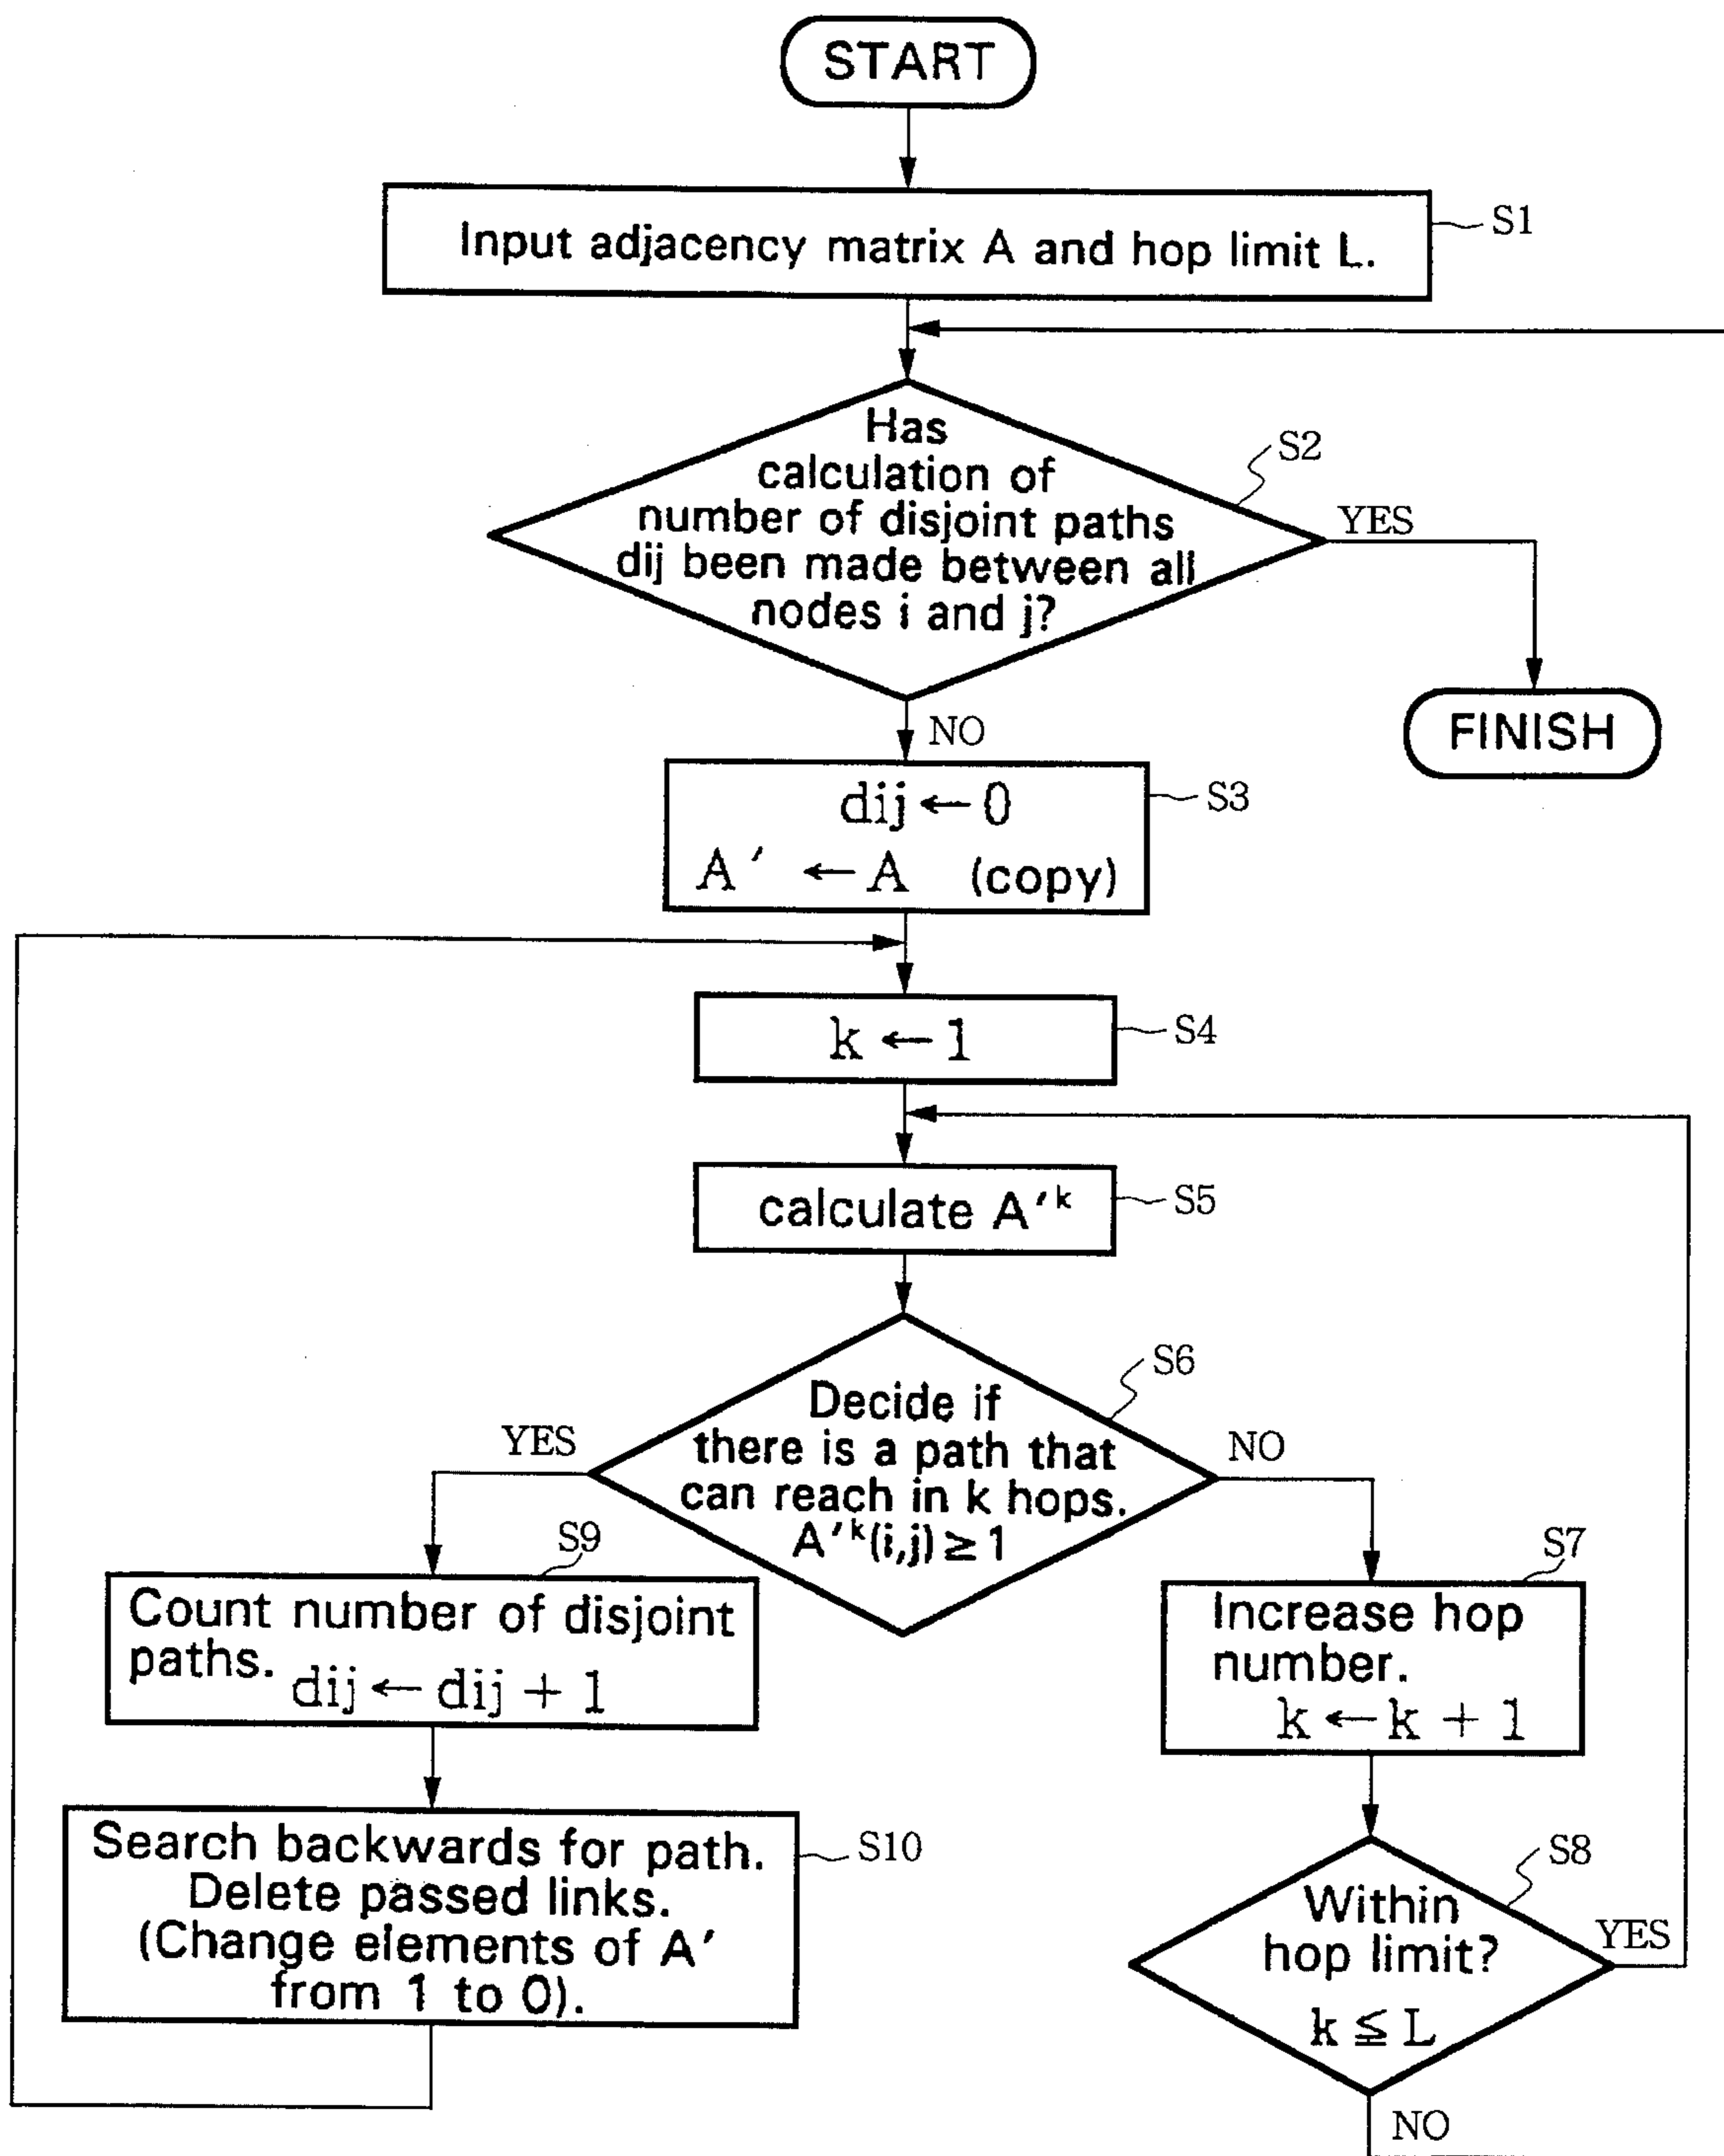 START
Input adjacency matrix A and hop limit L.
S1
Has
calculation of
number of disjoint paths
dij been made between all
nodes i and j?
S2
YES
FINISH
NO
dij ← 0
A′ ← A (copy)
S3
k ← 1
S4
calculate A′ᵏ
S5
Decide if
there is a path that
can reach in k hops.
A′ᵏ(i,j) ≥ 1
S6
YES
NO
S9
Count number of disjoint
paths.
dij ← dij + 1
S7
Increase hop
number.
k ← k + 1
Search backwards for path.
Delete passed links.
(Change elements of A′
from 1 to 0).
S10
Within
hop limit?
k ≦ L
S8
YES
NO